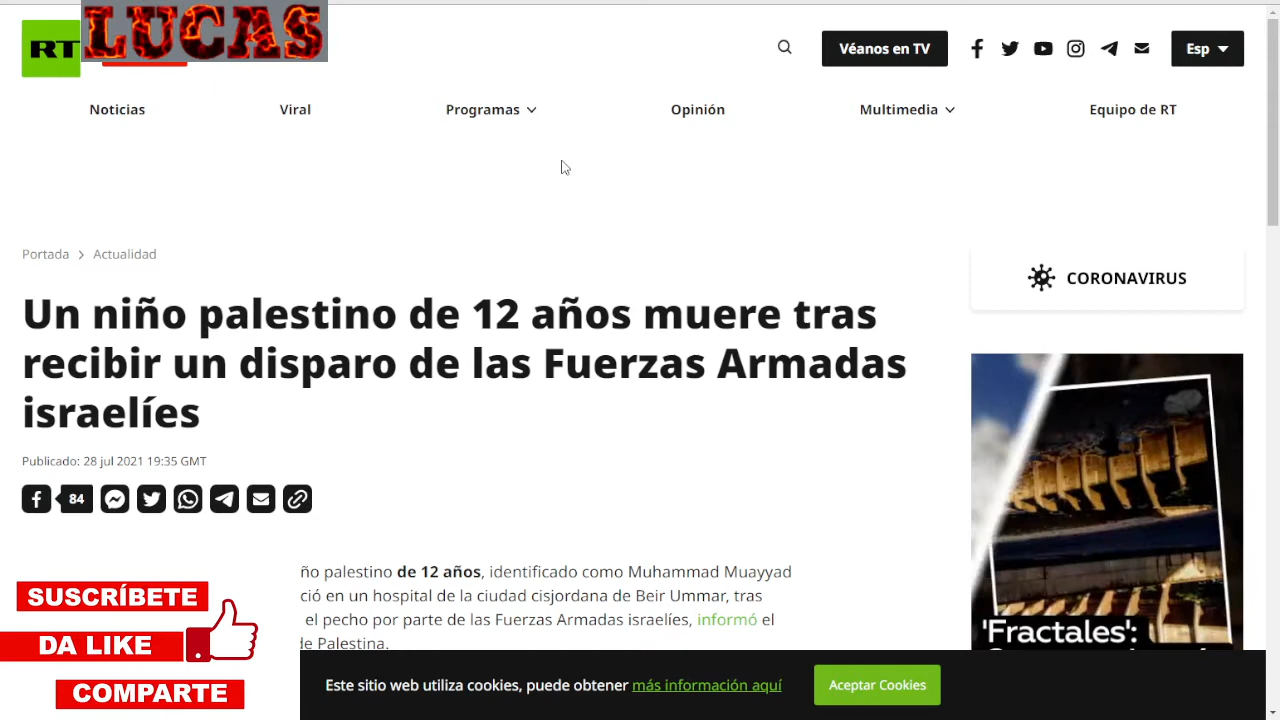 RT
LUCAS
Véanos en TV
Esp
Noticias
Viral
Programas
Opinión
Multimedia
Equipo de RT
Portada
Actualidad
CORONAVIRUS
Un niño palestino de 12 años muere tras
recibir un disparo de las Fuerzas Armadas
israelíes
Publicado: 28 jul 2021 19:35 GMT
84
ño palestino de 12 años, identificado como Muhammad Muayyad
ció en un hospital de la ciudad cisjordana de Beir Ummar, tras
el pecho por parte de las Fuerzas Armadas israelíes, informó el
de Palestina.
'Fractales':
SUSCRÍBETE
DA LIKE
COMPARTE
Este sitio web utiliza cookies, puede obtener más información aquí
Aceptar Cookies